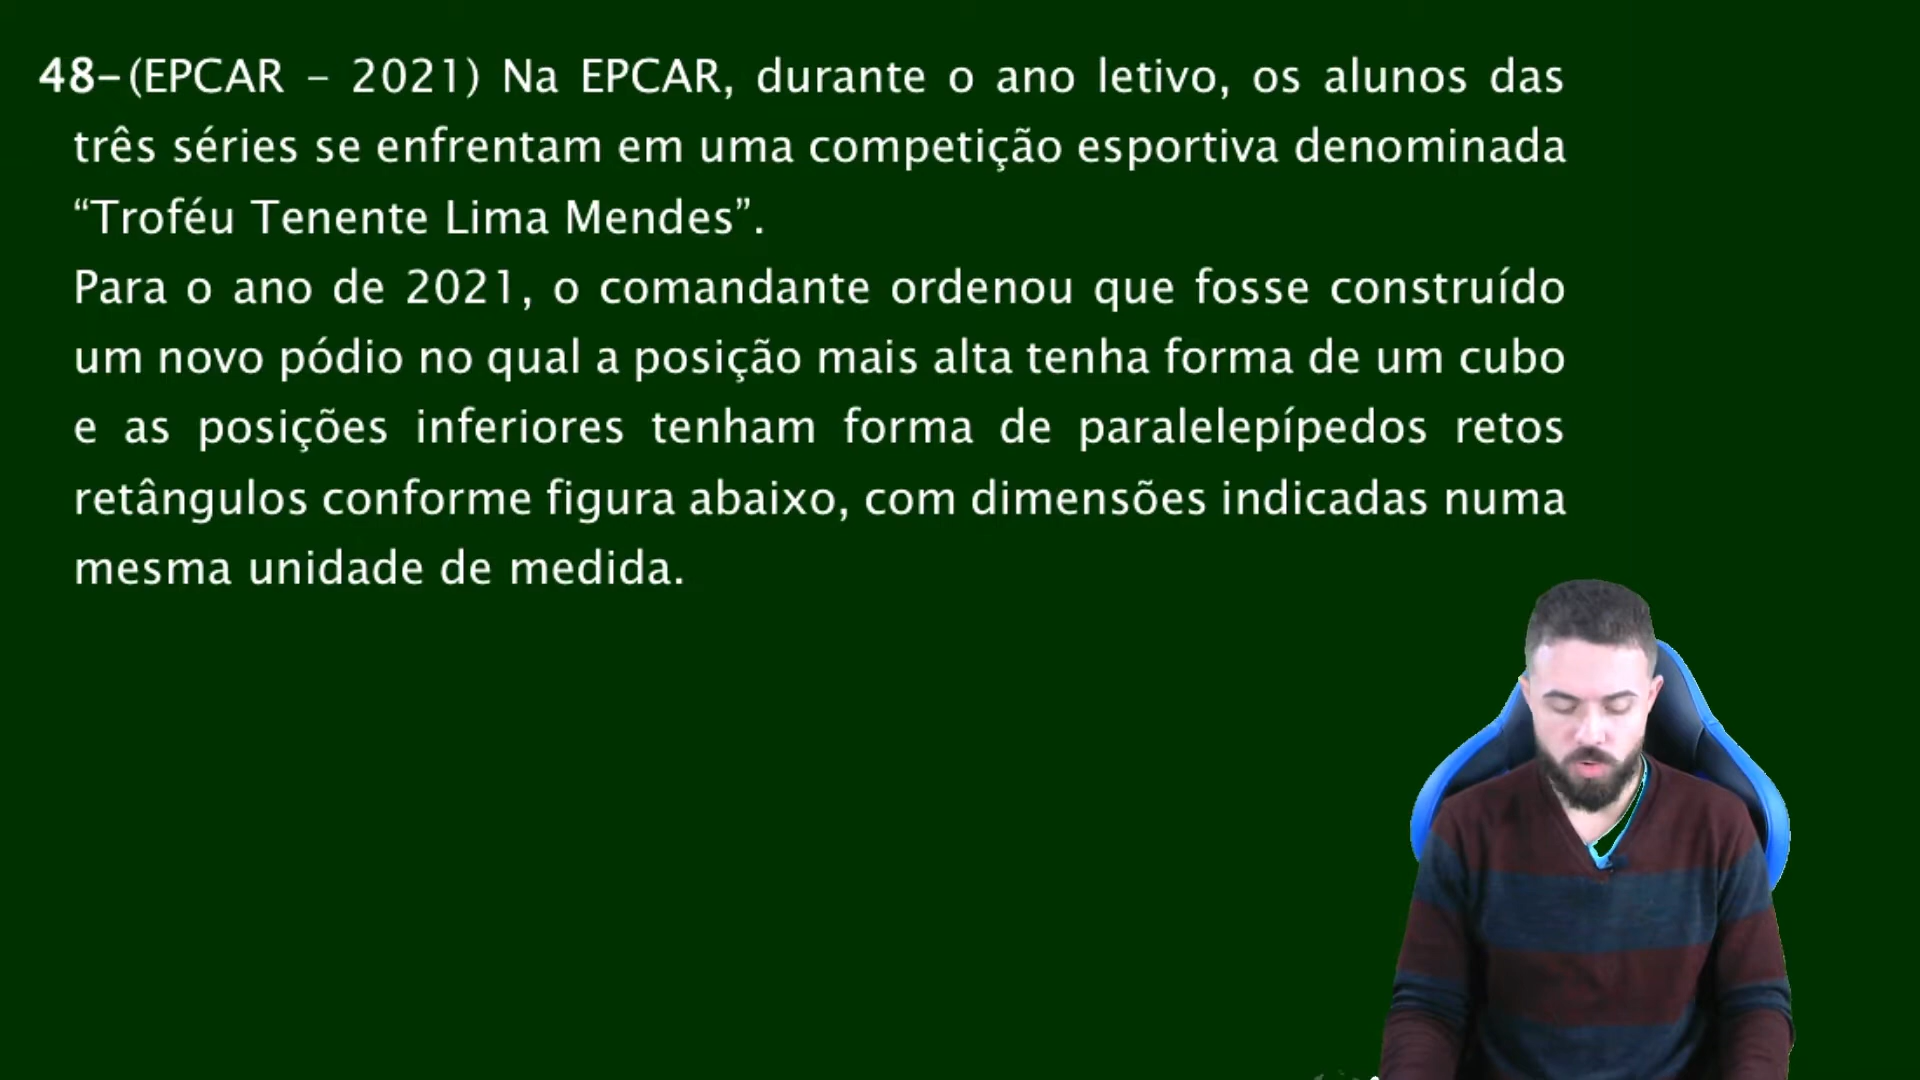 48–(EPCAR – 2021) Na EPCAR, durante o ano letivo, os alunos das
três séries se enfrentam em uma competição esportiva denominada
“Troféu Tenente Lima Mendes”.
Para o ano de 2021, o comandante ordenou que fosse construído
um novo pódio no qual a posição mais alta tenha forma de um cubo
e as posições inferiores tenham forma de paralelepípedos retos
retângulos conforme figura abaixo, com dimensões indicadas numa
mesma unidade de medida.